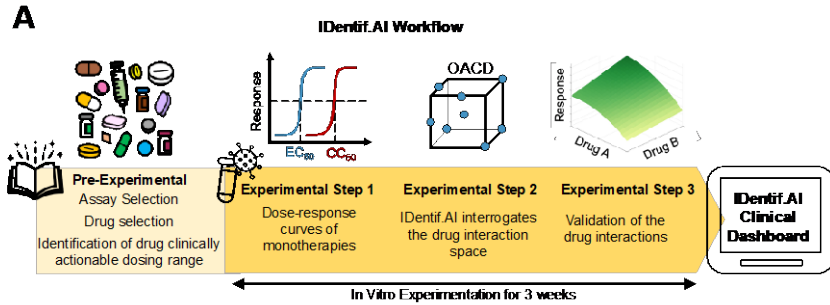 A
IDentif.AI Workflow
Response
EC50
CC50
OACD
Response
Drug A
Drug B
Pre-Experimental
Assay Selection
Drug selection
Identification of drug clinically
actionable dosing range
Experimental Step 1
Dose-response
curves of
monotherapies
Experimental Step 2
IDentif.AI interrogates
the drug interaction
space
Experimental Step 3
Validation of the
drug interactions
IDentif.AI
Clinical
Dashboard
In Vitro Experimentation for 3 weeks